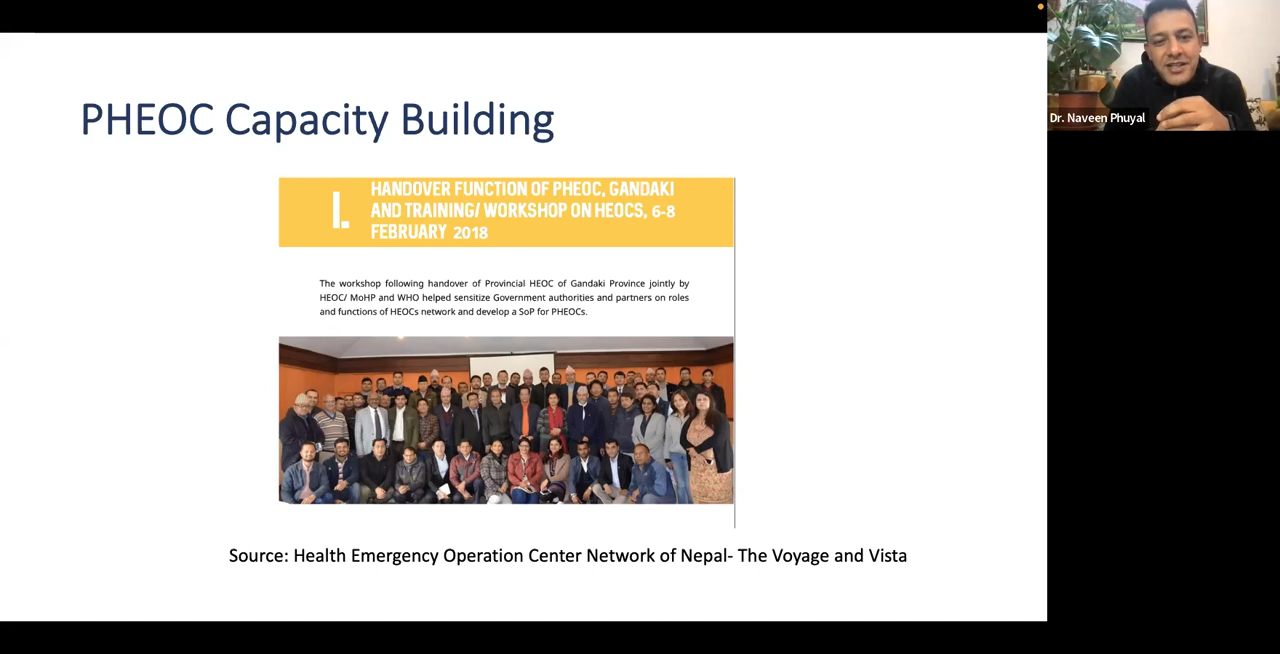 PHEOC Capacity Building
I.
HANDOVER FUNCTION OF PHEOC, GANDAKI
AND TRAINING/ WORKSHOP ON HEOCS, 6-8
FEBRUARY 2018
The workshop following handover of Provincial HEOC of Gandaki Province jointly by
HEOC/ MoHP and WHO helped sensitize Government authorities and partners on roles
and functions of HEOCs network and develop a SoP for PHEOCs.
Source: Health Emergency Operation Center Network of Nepal- The Voyage and Vista
Dr. Naveen Phuyal